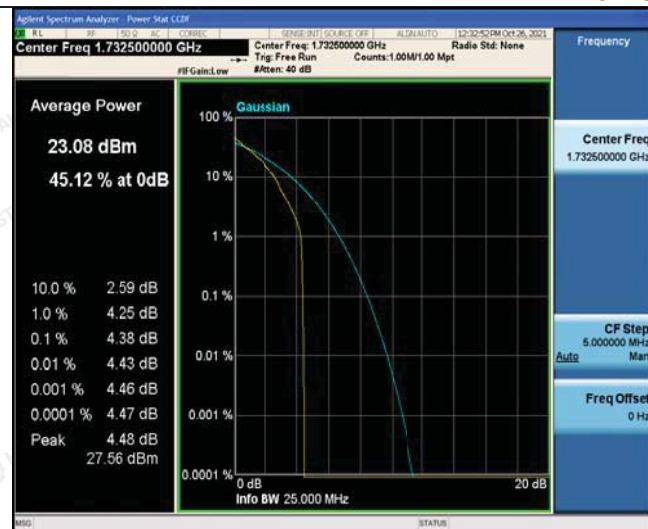 Agilent Spectrum Analyzer - Power Stat CCDF
RL RF 50 Ω AC CORREC SENSE:INT SOURCE OFF ALIGN AUTO 12:32:52 PM Oct 26, 2021
Center Freq 1.732500000 GHz
Center Freq: 1.732500000 GHz Radio Std: None
Trig: Free Run Counts:1.00M/1.00 Mpt
#IFGain:Low #Atten: 40 dB
Frequency
Average Power
23.08 dBm
45.12 % at 0dB
10.0 % 2.59 dB
1.0 % 4.25 dB
0.1 % 4.38 dB
0.01 % 4.43 dB
0.001 % 4.46 dB
0.0001 % 4.47 dB
Peak 4.48 dB
27.56 dBm
Gaussian
100 %
10 %
1 %
0.1 %
0.01 %
0.001 %
0.0001 %
0 dB 20 dB
Info BW 25.000 MHz
Center Freq
1.732500000 GHz
CF Step
5.000000 MHz
Auto Man
Freq Offset
0 Hz
MSG STATUS